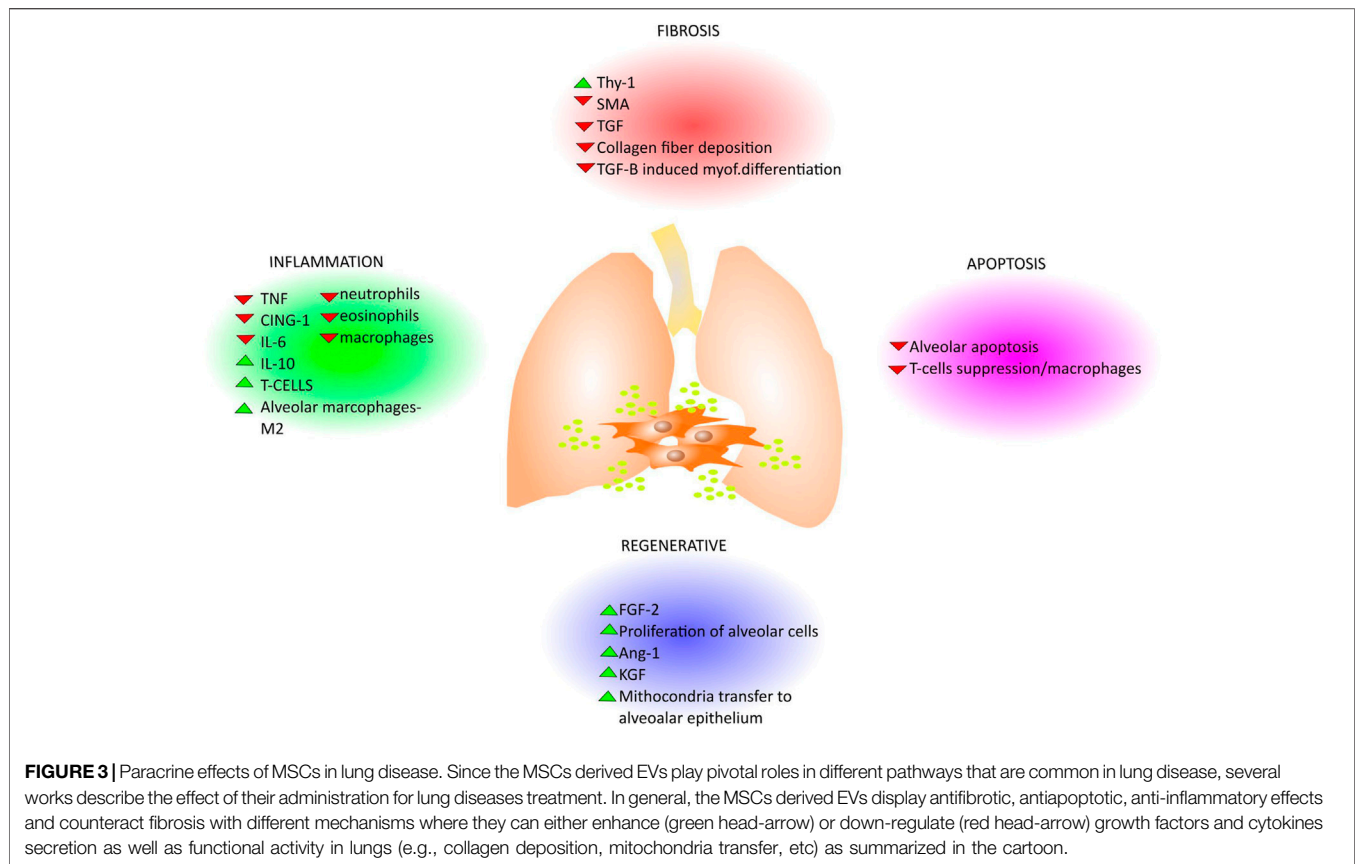 FIBROSIS
Thy-1
SMA
TGF
Collagen fiber deposition
TGF-B induced myof.differentiation
INFLAMMATION
TNF
CING-1
IL-6
IL-10
T-CELLS
Alveolar marcophages-
M2
neutrophils
eosinophils
macrophages
APOPTOSIS
Alveolar apoptosis
T-cells suppression/macrophages
REGENERATIVE
FGF-2
Proliferation of alveolar cells
Ang-1
KGF
Mithocondria transfer to
alveoalar epithelium
FIGURE 3 | Paracrine effects of MSCs in lung disease. Since the MSCs derived EVs play pivotal roles in different pathways that are common in lung disease, several
works describe the effect of their administration for lung diseases treatment. In general, the MSCs derived EVs display antifibrotic, antiapoptotic, anti-inflammatory effects
and counteract fibrosis with different mechanisms where they can either enhance (green head-arrow) or down-regulate (red head-arrow) growth factors and cytokines
secretion as well as functional activity in lungs (e.g., collagen deposition, mitochondria transfer, etc) as summarized in the cartoon.